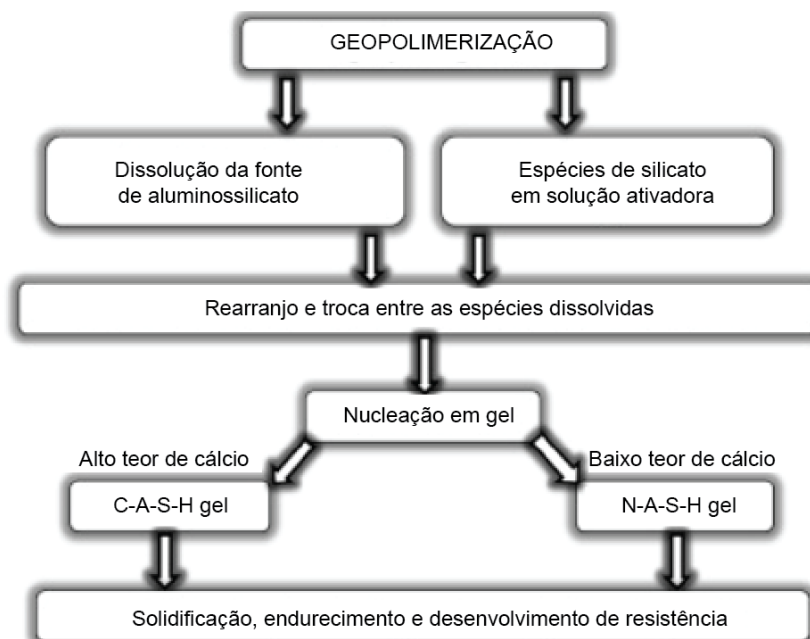 GEOPOLIMERIZAÇÃO
Dissolução da fonte
de aluminossilicato
Espécies de silicato
em solução ativadora
Rearranjo e troca entre as espécies dissolvidas
Nucleação em gel
Alto teor de cálcio
Baixo teor de cálcio
C-A-S-H gel
N-A-S-H gel
Solidificação, endurecimento e desenvolvimento de resistência